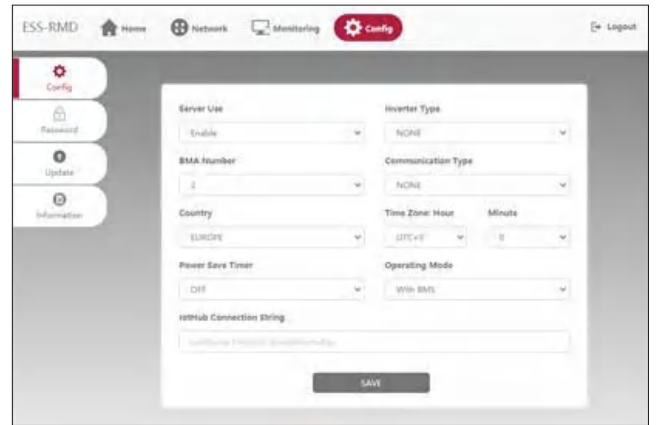 ESS-RMD Home Network Monitoring Config Logout
Config
Password
Update
Information
Server Use Inverter Type
Enable NONE
BMA Number Communication Type
2 NONE
Country Time Zone: Hour Minute
EUROPE 0
Power Save Timer Operating Mode
OFF With BMS
IotHub Connection String
SAVE